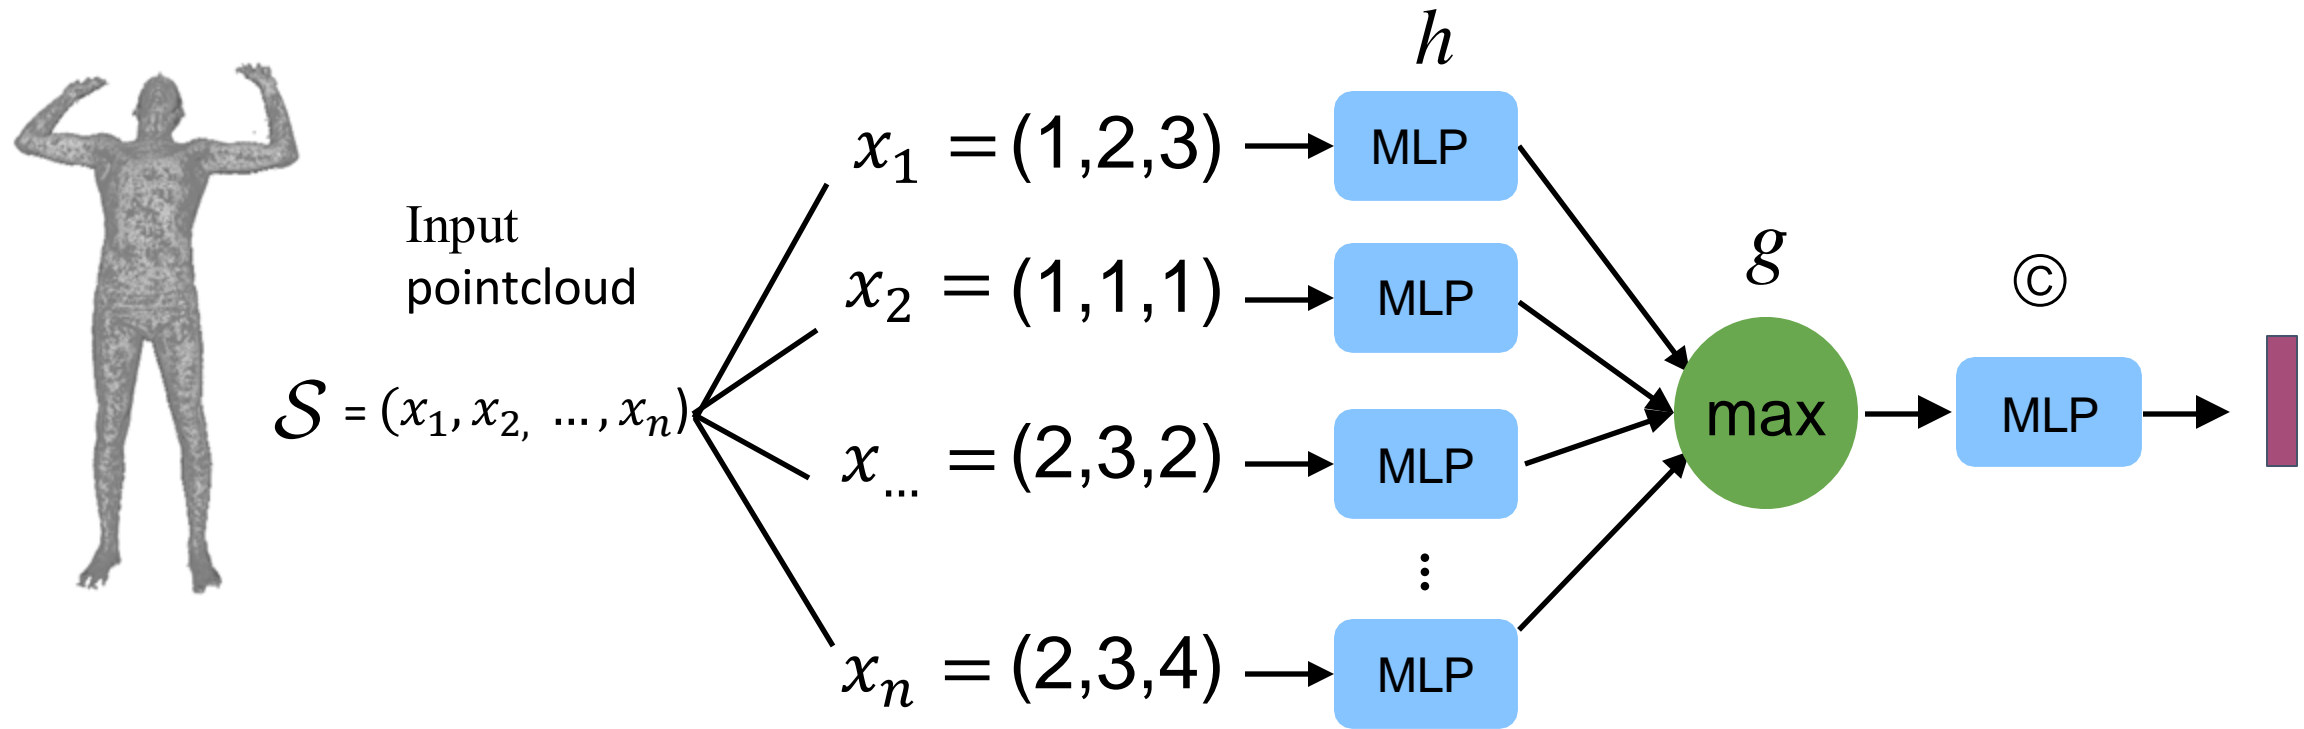 Input
pointcloud
𝒮 = (x₁, x₂, … , xₙ)
x₁ = (1,2,3)
x₂ = (1,1,1)
x… = (2,3,2)
xₙ = (2,3,4)
h
MLP
MLP
MLP
⋮
MLP
g
max
©
MLP